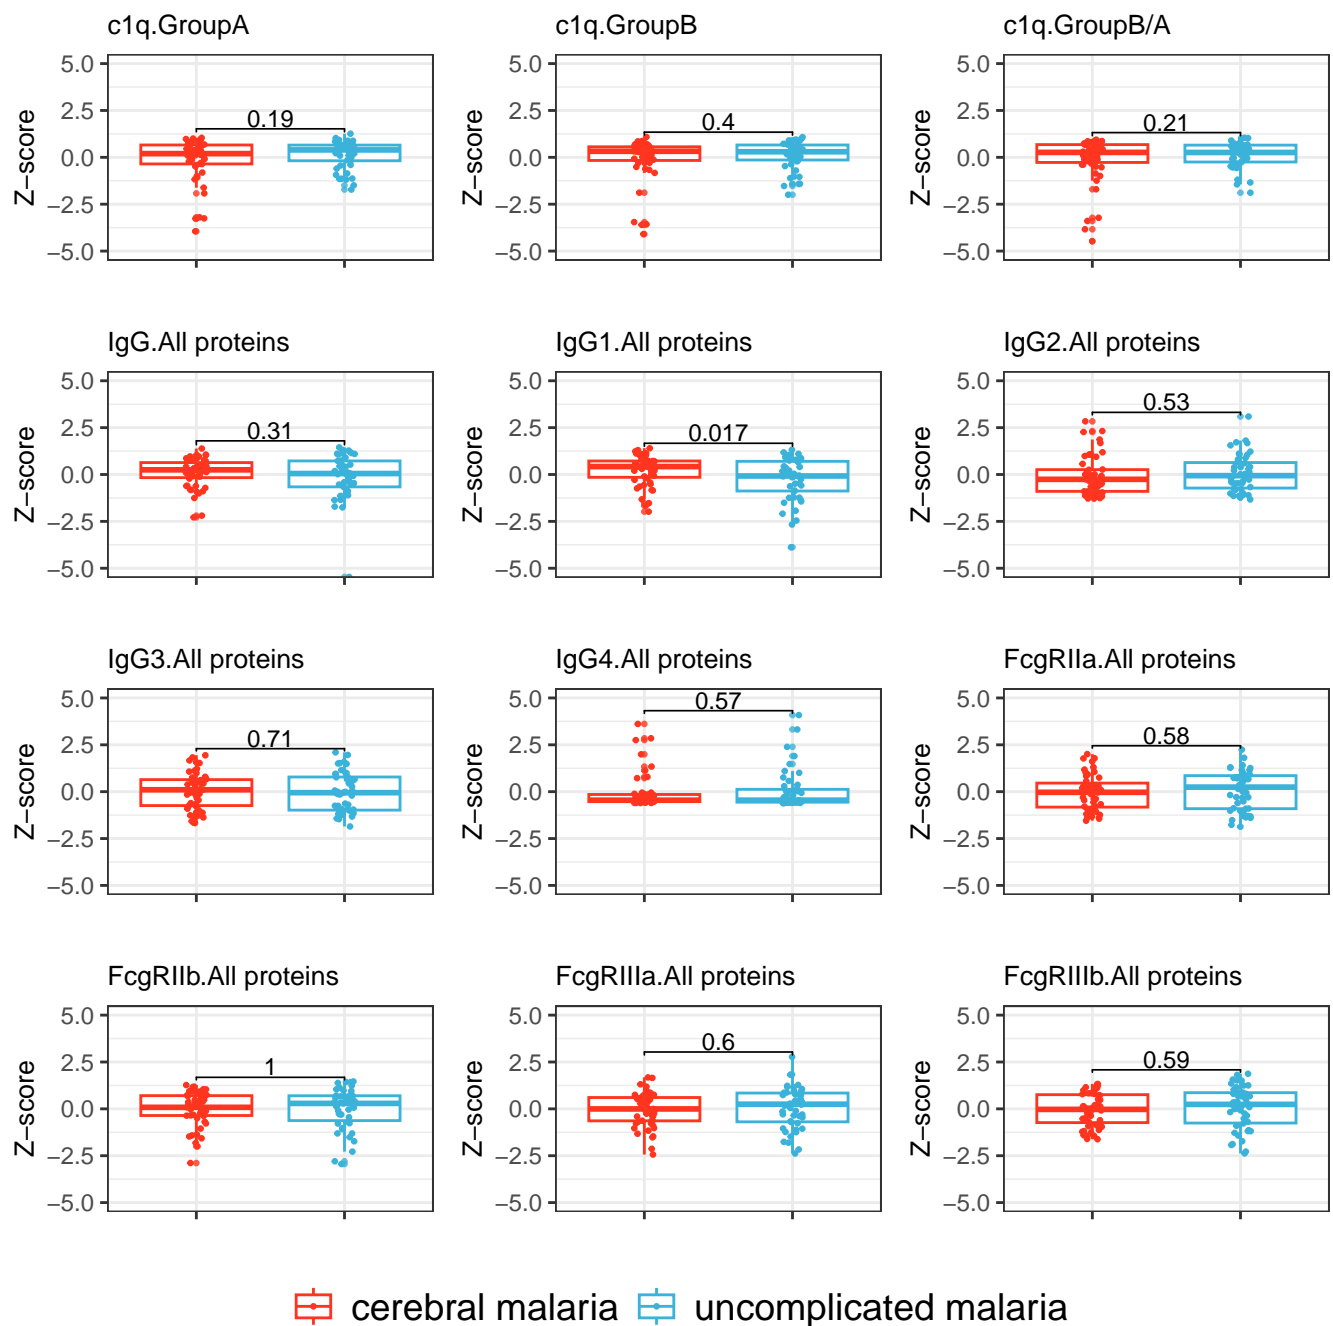 c1q.GroupA c1q.GroupB c1q.GroupB/A
Z−score 5.0 2.5 0.0 −2.5 −5.0 0.19
Z−score 5.0 2.5 0.0 −2.5 −5.0 0.4
Z−score 5.0 2.5 0.0 −2.5 −5.0 0.21
IgG.All proteins IgG1.All proteins IgG2.All proteins
Z−score 5.0 2.5 0.0 −2.5 −5.0 0.31
Z−score 5.0 2.5 0.0 −2.5 −5.0 0.017
Z−score 5.0 2.5 0.0 −2.5 −5.0 0.53
IgG3.All proteins IgG4.All proteins FcgRIIa.All proteins
Z−score 5.0 2.5 0.0 −2.5 −5.0 0.71
Z−score 5.0 2.5 0.0 −2.5 −5.0 0.57
Z−score 5.0 2.5 0.0 −2.5 −5.0 0.58
FcgRIIb.All proteins FcgRIIIa.All proteins FcgRIIIb.All proteins
Z−score 5.0 2.5 0.0 −2.5 −5.0 1
Z−score 5.0 2.5 0.0 −2.5 −5.0 0.6
Z−score 5.0 2.5 0.0 −2.5 −5.0 0.59
cerebral malaria uncomplicated malaria